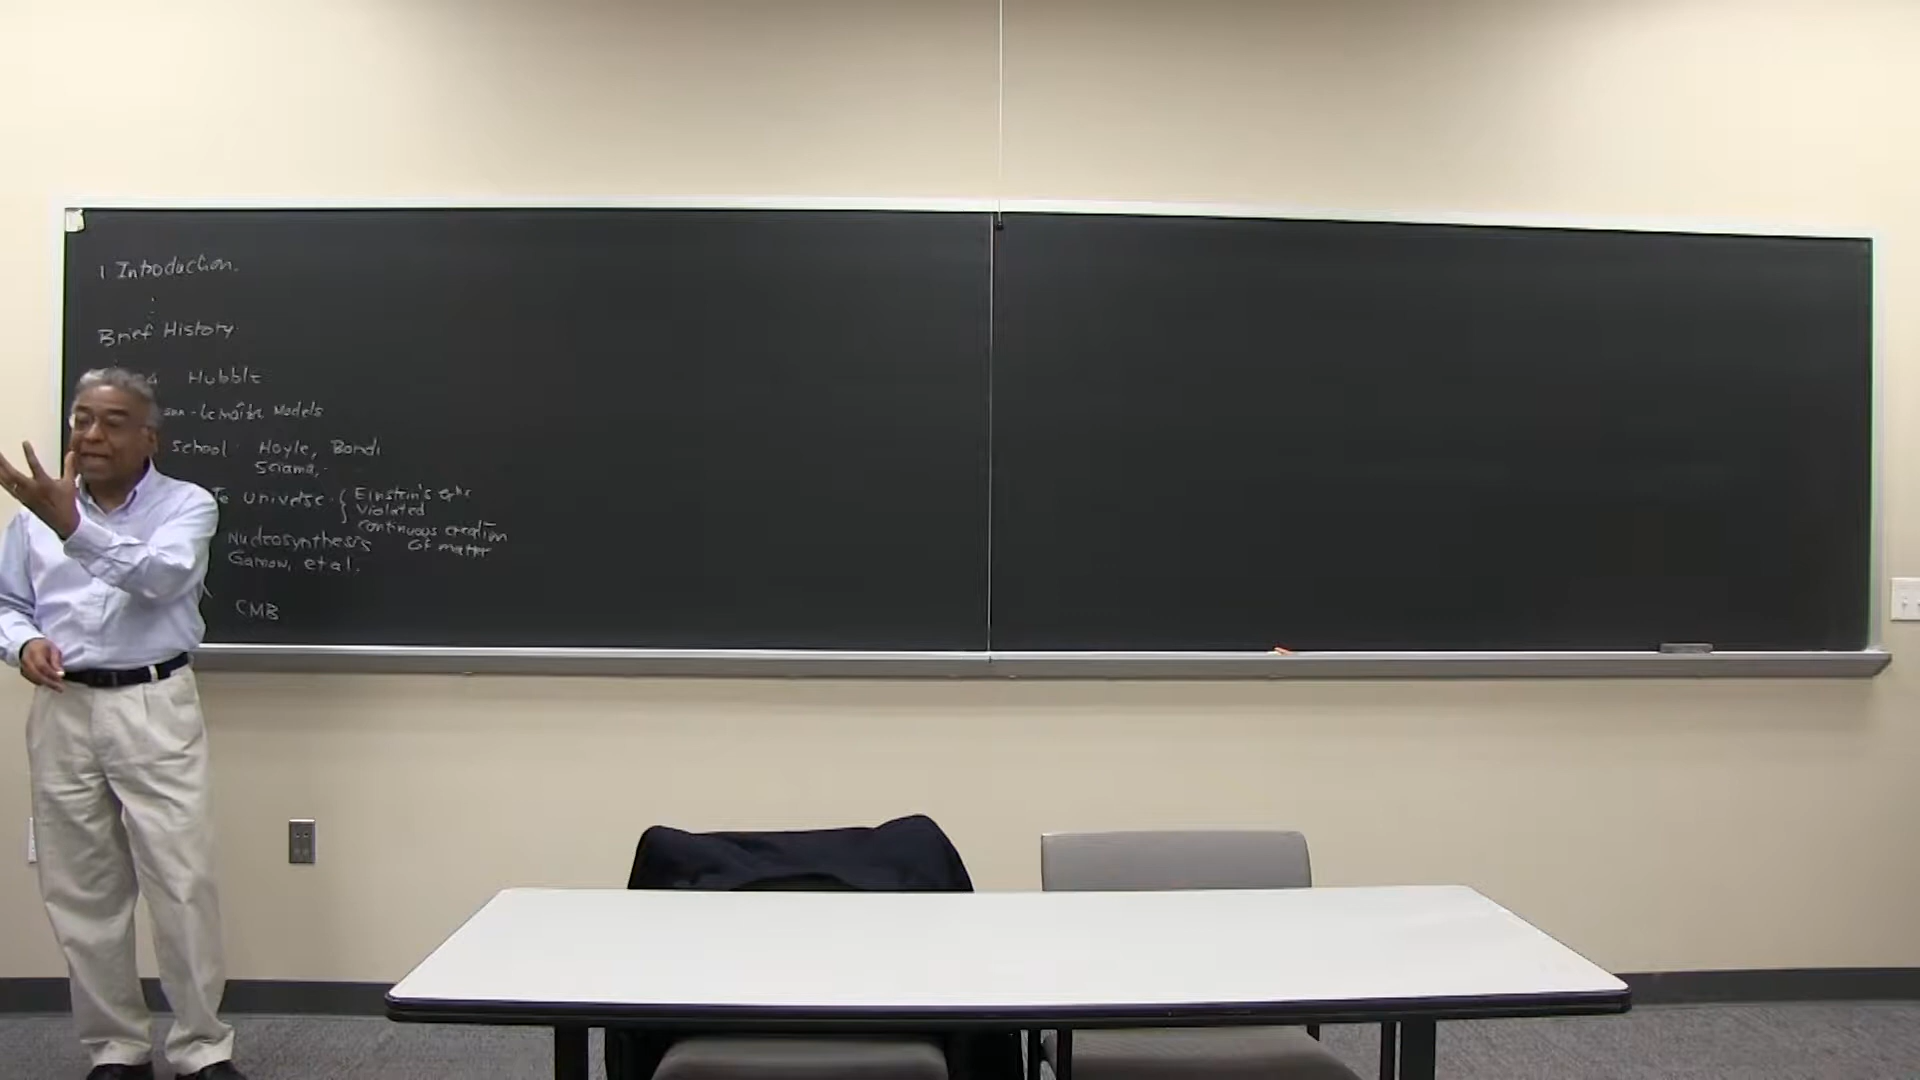 1 Introduction.
Brief History
Hubble
-Lemaître Models
School Hoyle, Bondi
Sciama,
Universe { Einstein's
Violated
continuous creation
of matter
Nucleosynthesis
Gamow, et al.
CMB